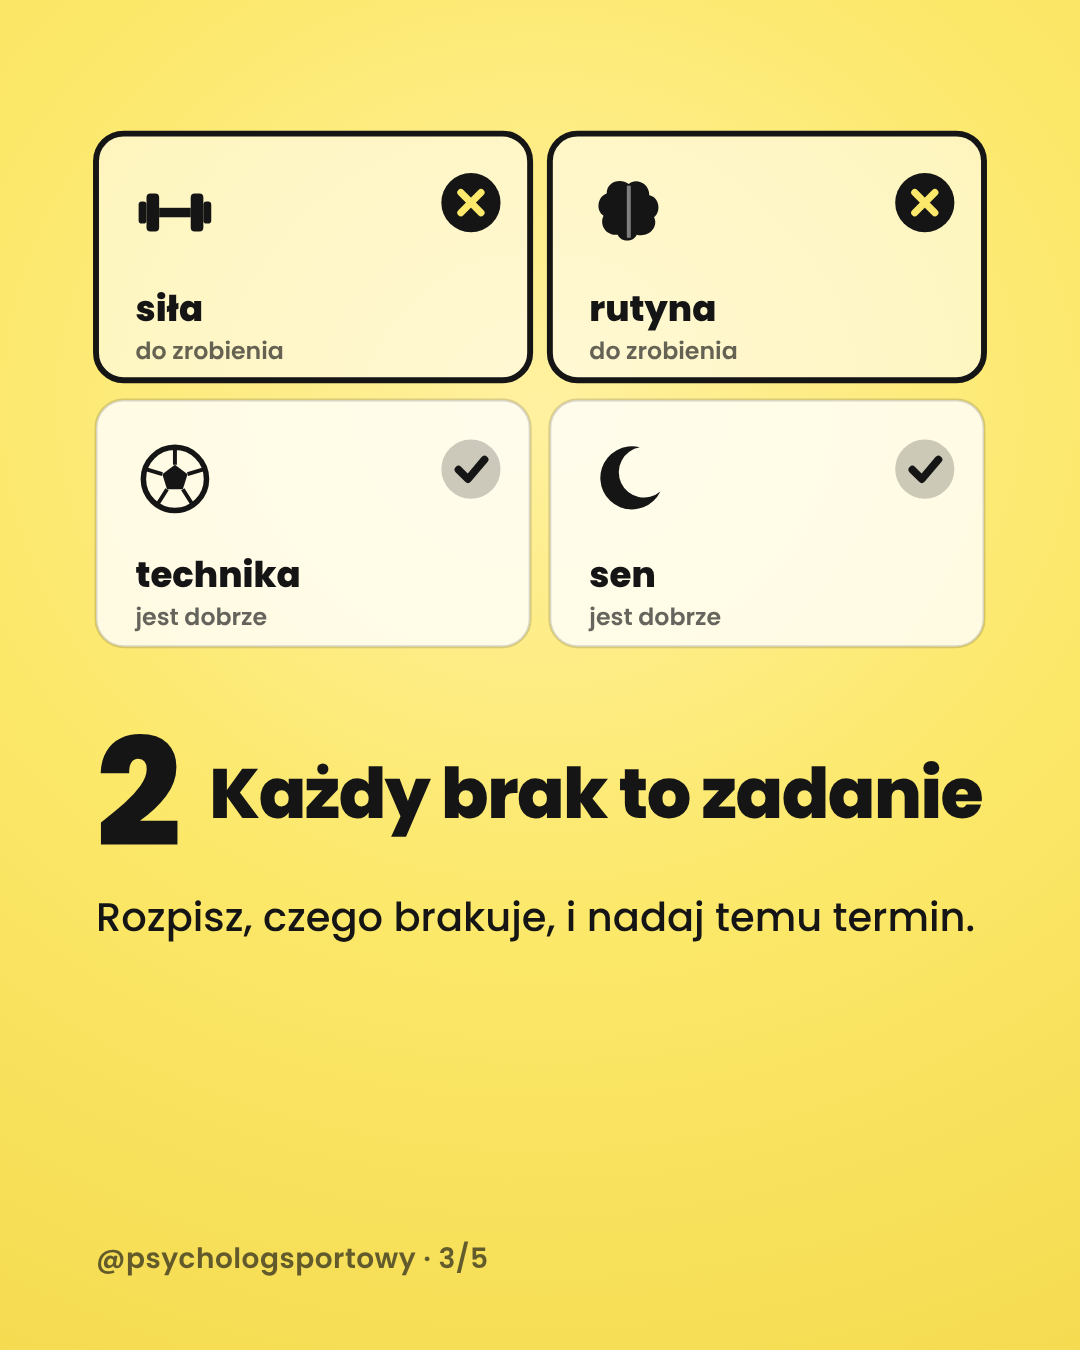 siła
do zrobienia
rutyna
do zrobienia
technika
jest dobrze
sen
jest dobrze
2 Każdy brak to zadanie
Rozpisz, czego brakuje, i nadaj temu termin.
@psychologsportowy · 3/5